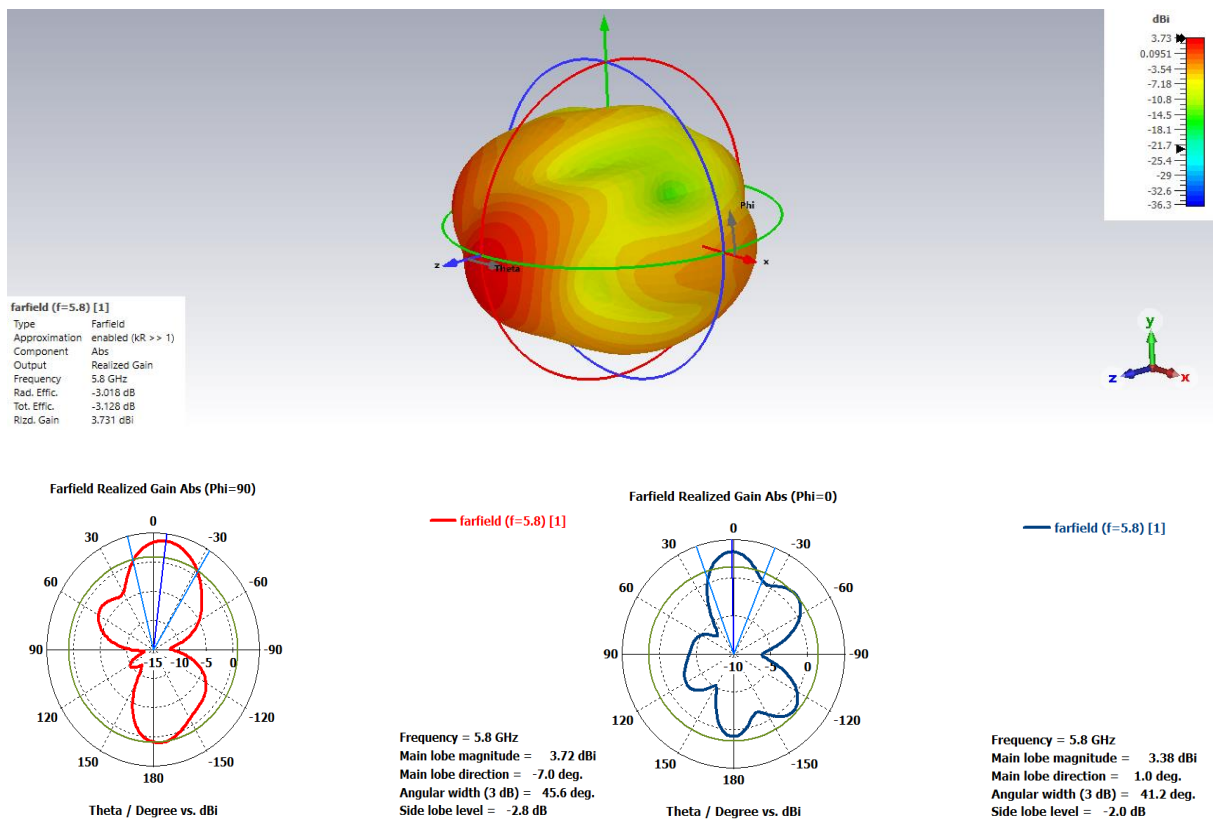 dBi
3.73
0.0951
-3.54
-7.18
-10.8
-14.5
-18.1
-21.7
-25.4
-29
-32.6
-36.3
Phi
z
Theta
x
farfield (f=5.8) [1]
Type Farfield
Approximation enabled (kR >> 1)
Component Abs
Output Realized Gain
Frequency 5.8 GHz
Rad. Effic. -3.018 dB
Tot. Effic. -3.128 dB
Rlzd. Gain 3.731 dBi
y
z
x
Farfield Realized Gain Abs (Phi=90)
farfield (f=5.8) [1]
0
30 -30
60 -60
90 -15 -10 -5 0 -90
120 -120
150 -150
180
Theta / Degree vs. dBi
Frequency = 5.8 GHz
Main lobe magnitude = 3.72 dBi
Main lobe direction = -7.0 deg.
Angular width (3 dB) = 45.6 deg.
Side lobe level = -2.8 dB
Farfield Realized Gain Abs (Phi=0)
farfield (f=5.8) [1]
0
30 -30
60 -60
90 -10 -5 0 -90
120 -120
150 -150
180
Theta / Degree vs. dBi
Frequency = 5.8 GHz
Main lobe magnitude = 3.38 dBi
Main lobe direction = 1.0 deg.
Angular width (3 dB) = 41.2 deg.
Side lobe level = -2.0 dB